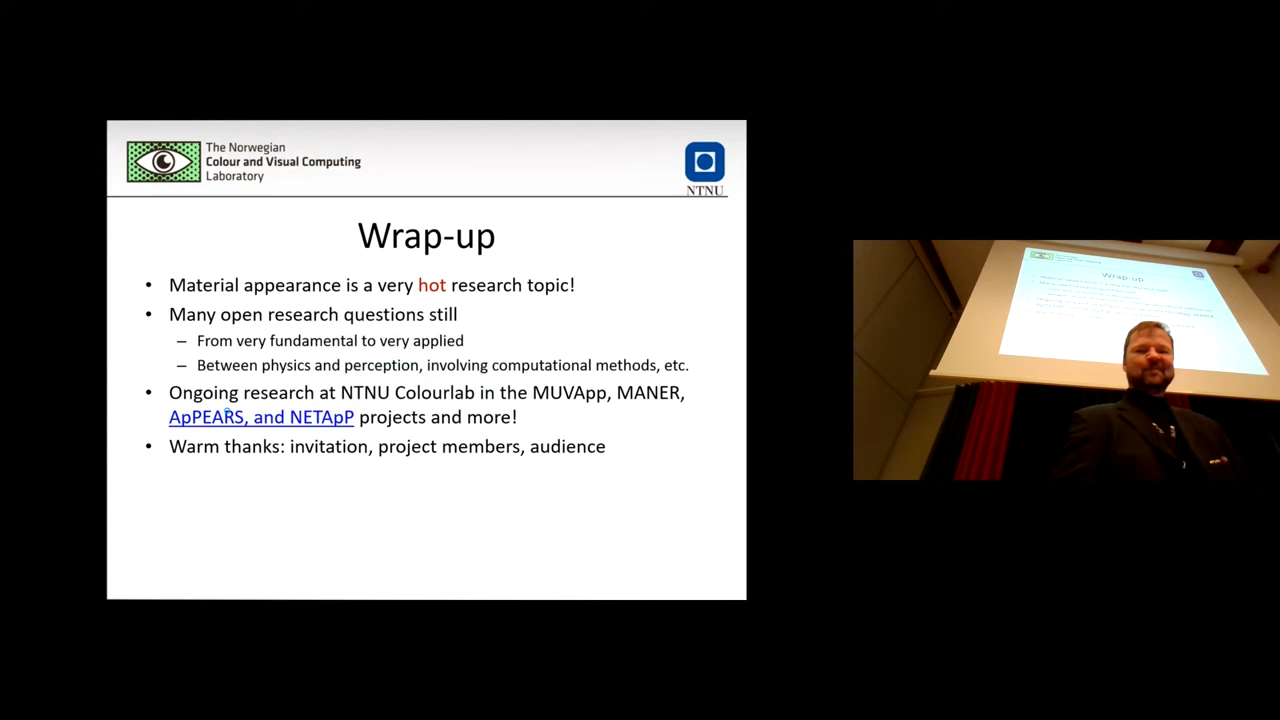 The Norwegian
Colour and Visual Computing
Laboratory
NTNU
Wrap-up
• Material appearance is a very hot research topic!
• Many open research questions still
– From very fundamental to very applied
– Between physics and perception, involving computational methods, etc.
• Ongoing research at NTNU Colourlab in the MUVApp, MANER,
ApPEARS, and NETApP projects and more!
• Warm thanks: invitation, project members, audience
Wrap-up